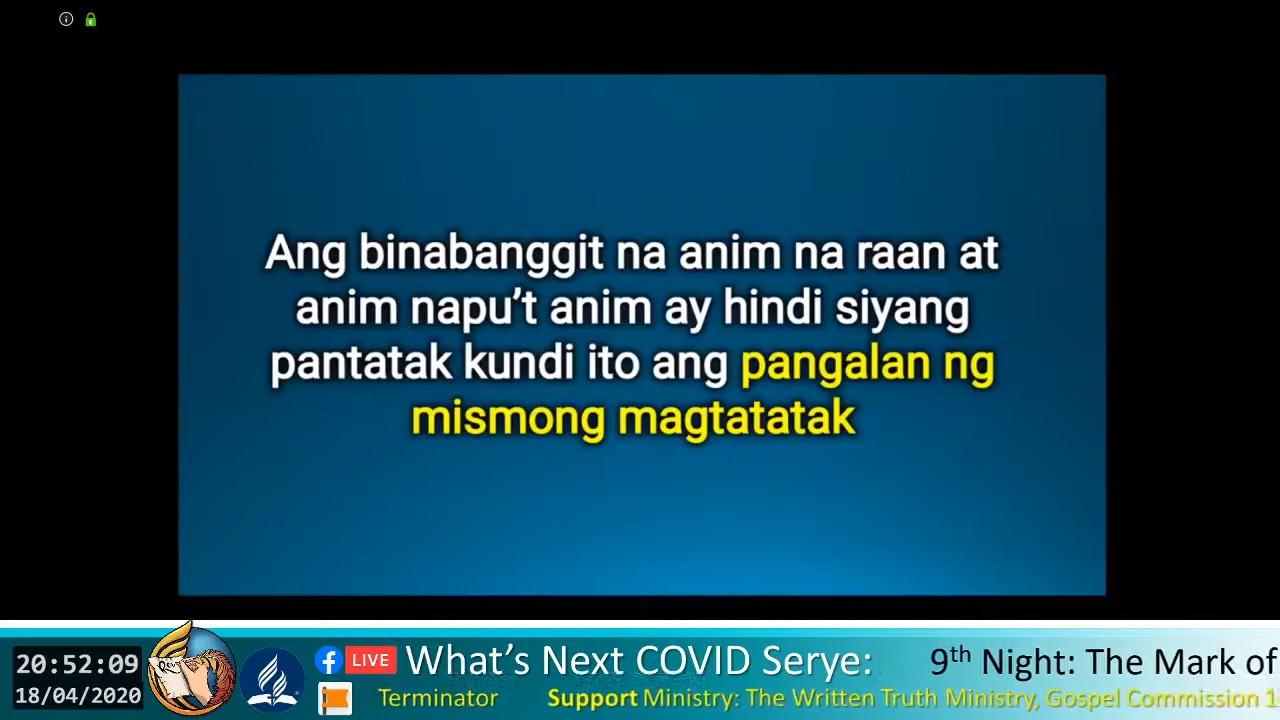 Ang binabanggit na anim na raan at
anim napu’t anim ay hindi siyang
pantatak kundi ito ang pangalan ng
mismong magtatatak
20:52:09
18/04/2020
LIVE What’s Next COVID Serye: 9th Night: The Mark of
Terminator Support Ministry: The Written Truth Ministry, Gospel Commission 1